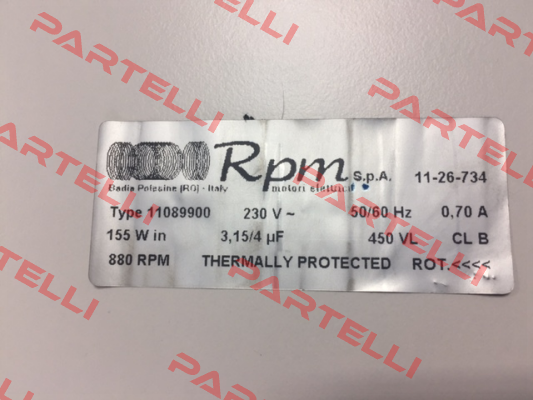 Rpm S.p.A. 11-26-734
Badia Polesine [RO] - Italy motori elettrici
Type 11089900 230 V ~ 50/60 Hz 0,70 A
155 W in 3,15/4 µF 450 VL CL B
880 RPM THERMALLY PROTECTED ROT.<<<<
PARTELLI
PARTELLI
PARTELLI
PARTELLI
PARTELLI